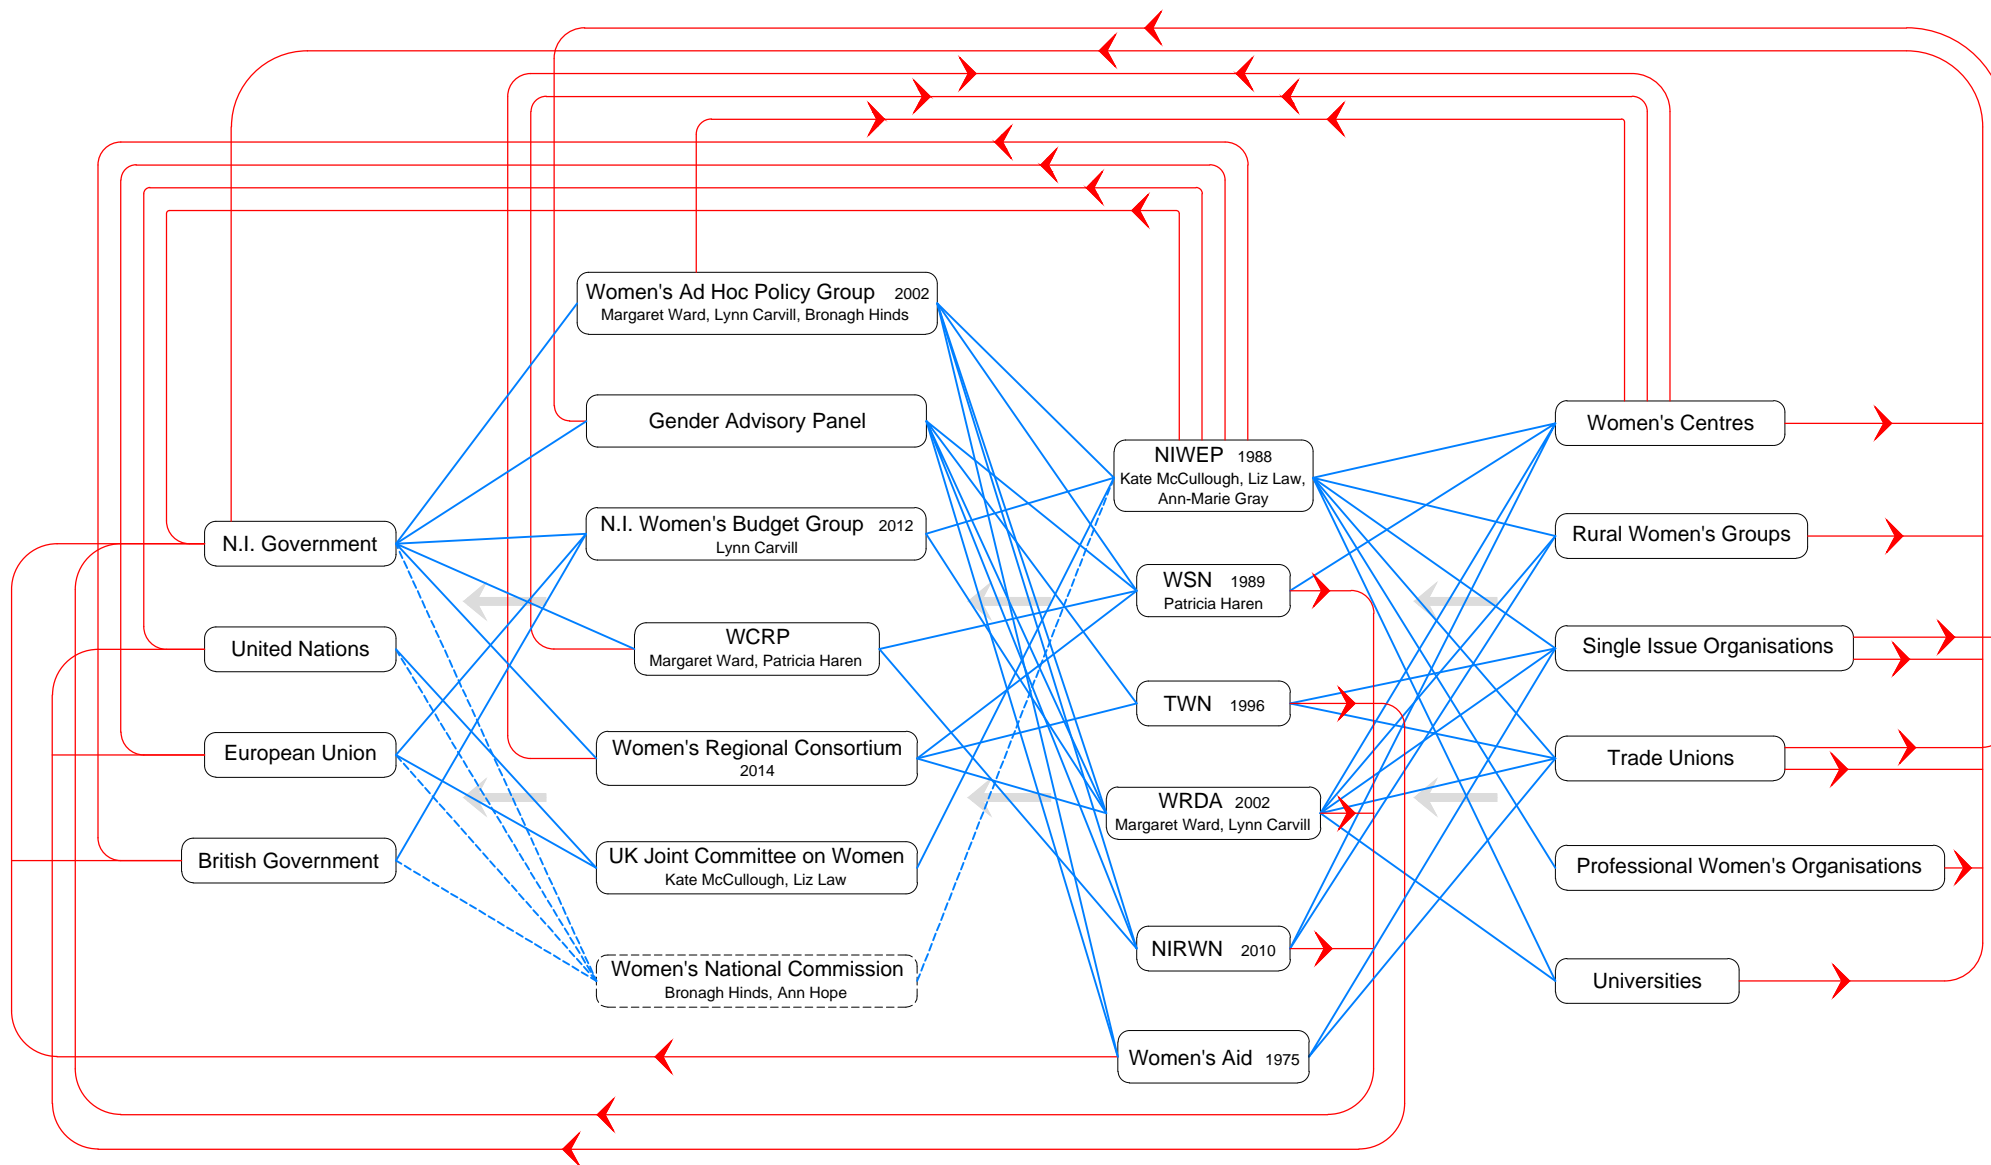 N.I. Government
United Nations
European Union
British Government
Women's Ad Hoc Policy Group 2002
Margaret Ward, Lynn Carvill, Bronagh Hinds
Gender Advisory Panel
N.I. Women's Budget Group 2012
Lynn Carvill
WCRP
Margaret Ward, Patricia Haren
Women's Regional Consortium
2014
UK Joint Committee on Women
Kate McCullough, Liz Law
Women's National Commission
Bronagh Hinds, Ann Hope
NIWEP 1988
Kate McCullough, Liz Law,
Ann-Marie Gray
WSN 1989
Patricia Haren
TWN 1996
WRDA 2002
Margaret Ward, Lynn Carvill
NIRWN 2010
Women's Aid 1975
Women's Centres
Rural Women's Groups
Single Issue Organisations
Trade Unions
Professional Women's Organisations
Universities